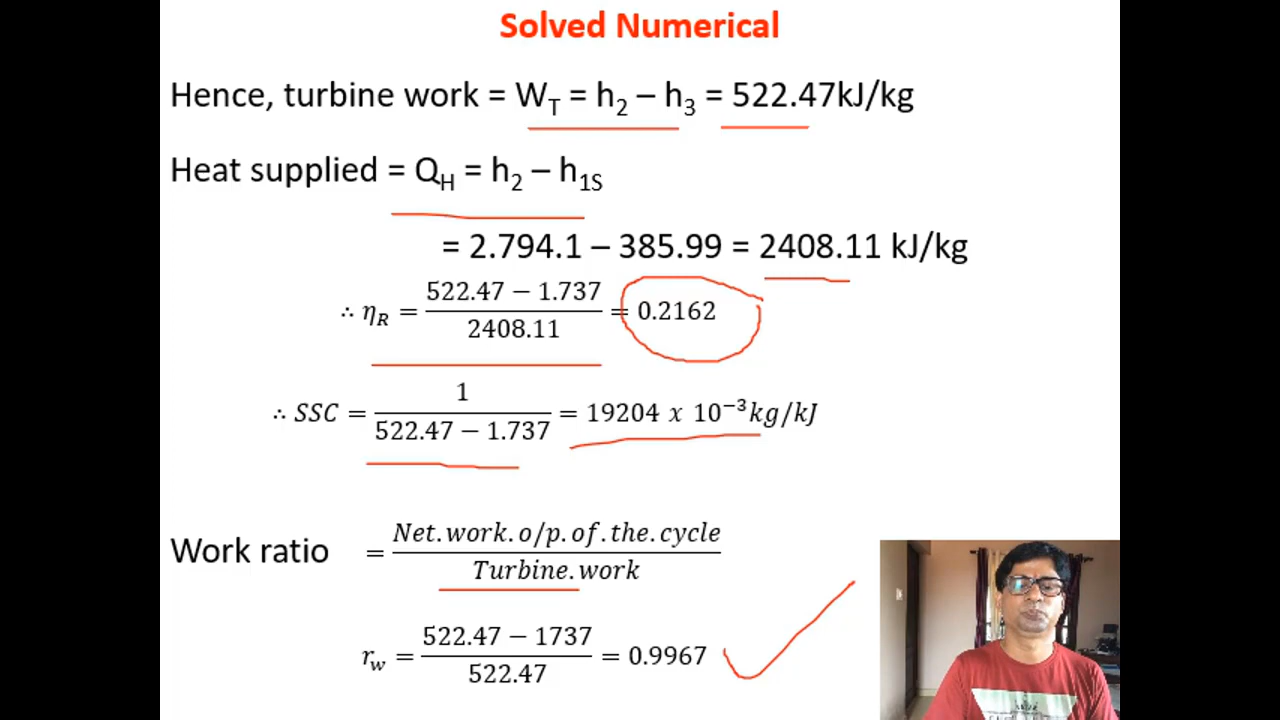 Solved Numerical
Hence, turbine work = W_T = h_2 – h_3 = 522.47kJ/kg
Heat supplied = Q_H = h_2 – h_1S
= 2.794.1 – 385.99 = 2408.11 kJ/kg
∴ η_R = (522.47 − 1.737) / 2408.11 = 0.2162
∴ SSC = 1 / (522.47 − 1.737) = 19204 x 10^−3 kg/kJ
Work ratio = Net.work.o/p.of.the.cycle / Turbine.work
r_w = (522.47 − 1737) / 522.47 = 0.9967